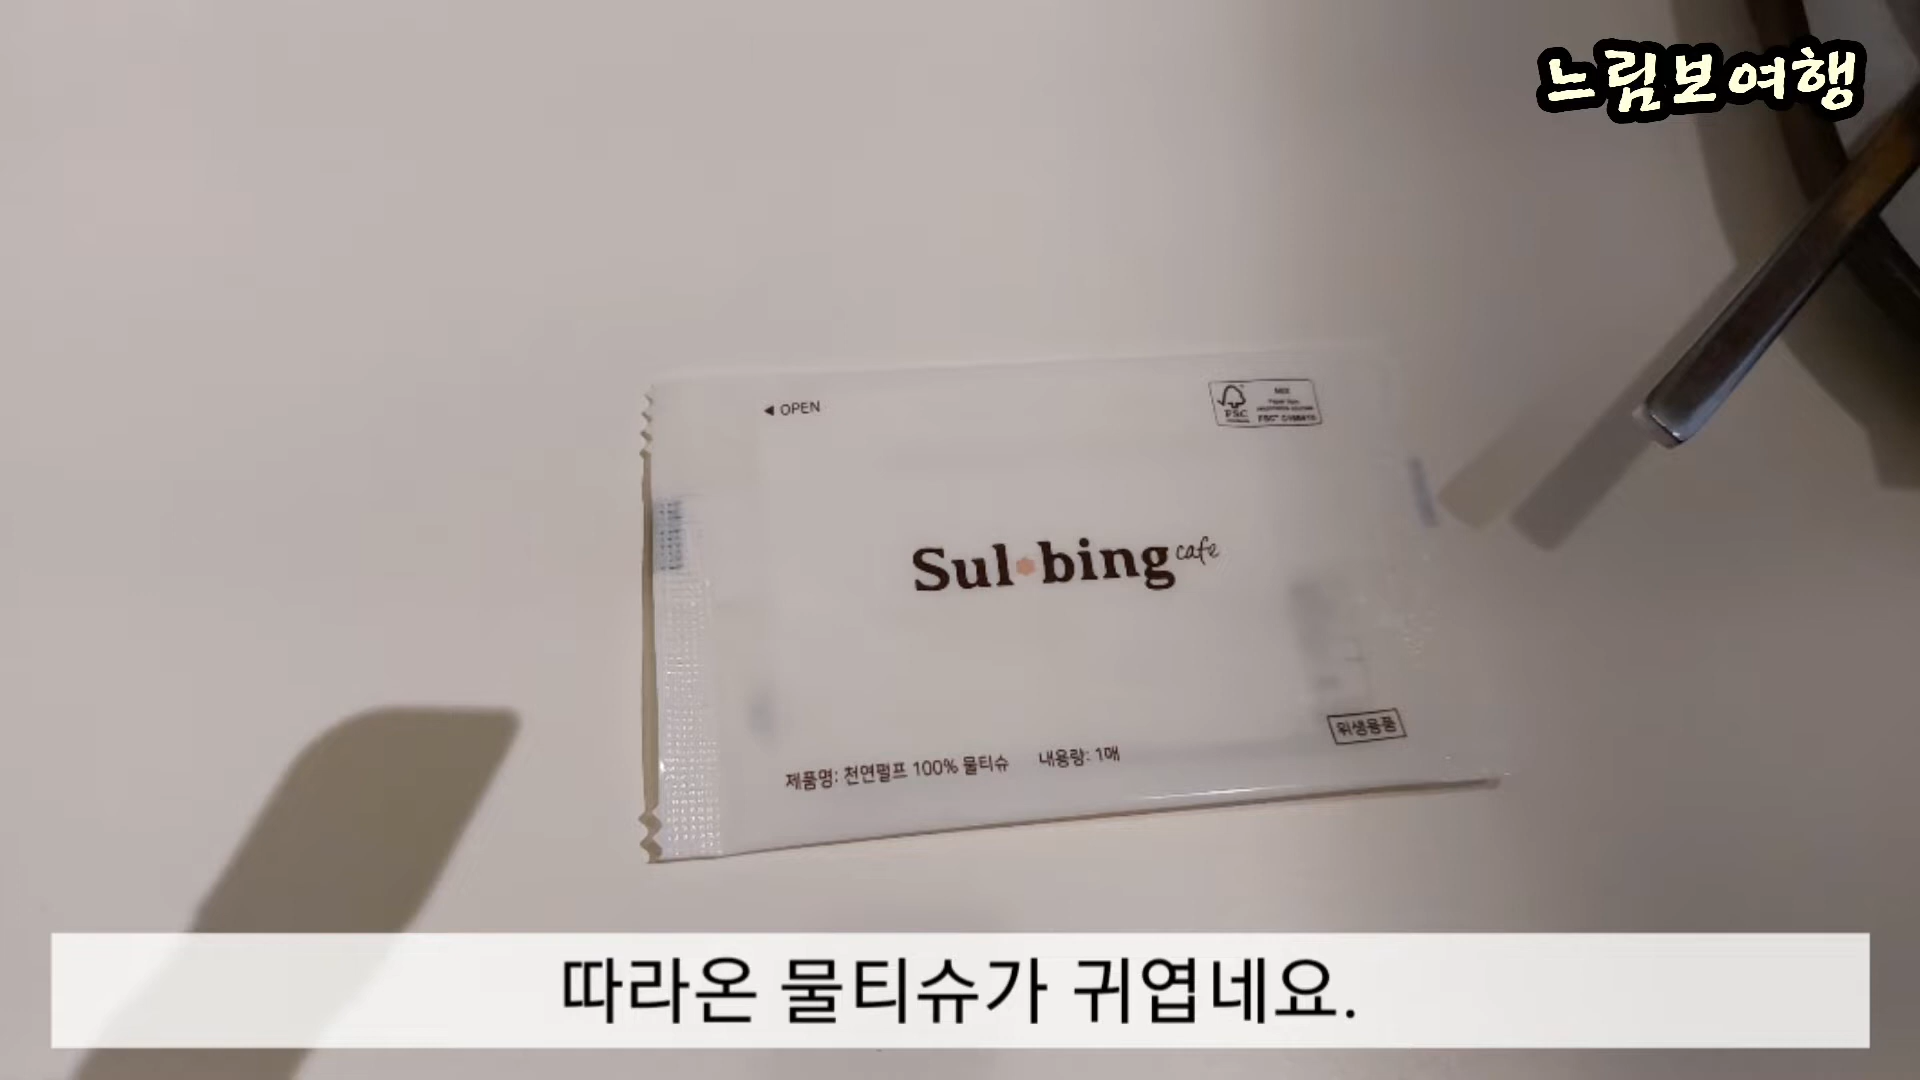 느림보여행
◀ OPEN
FSC
MIX
Sul•bing cafe
위생용품
제품명: 천연펄프 100% 물티슈 내용량: 1매
따라온 물티슈가 귀엽네요.